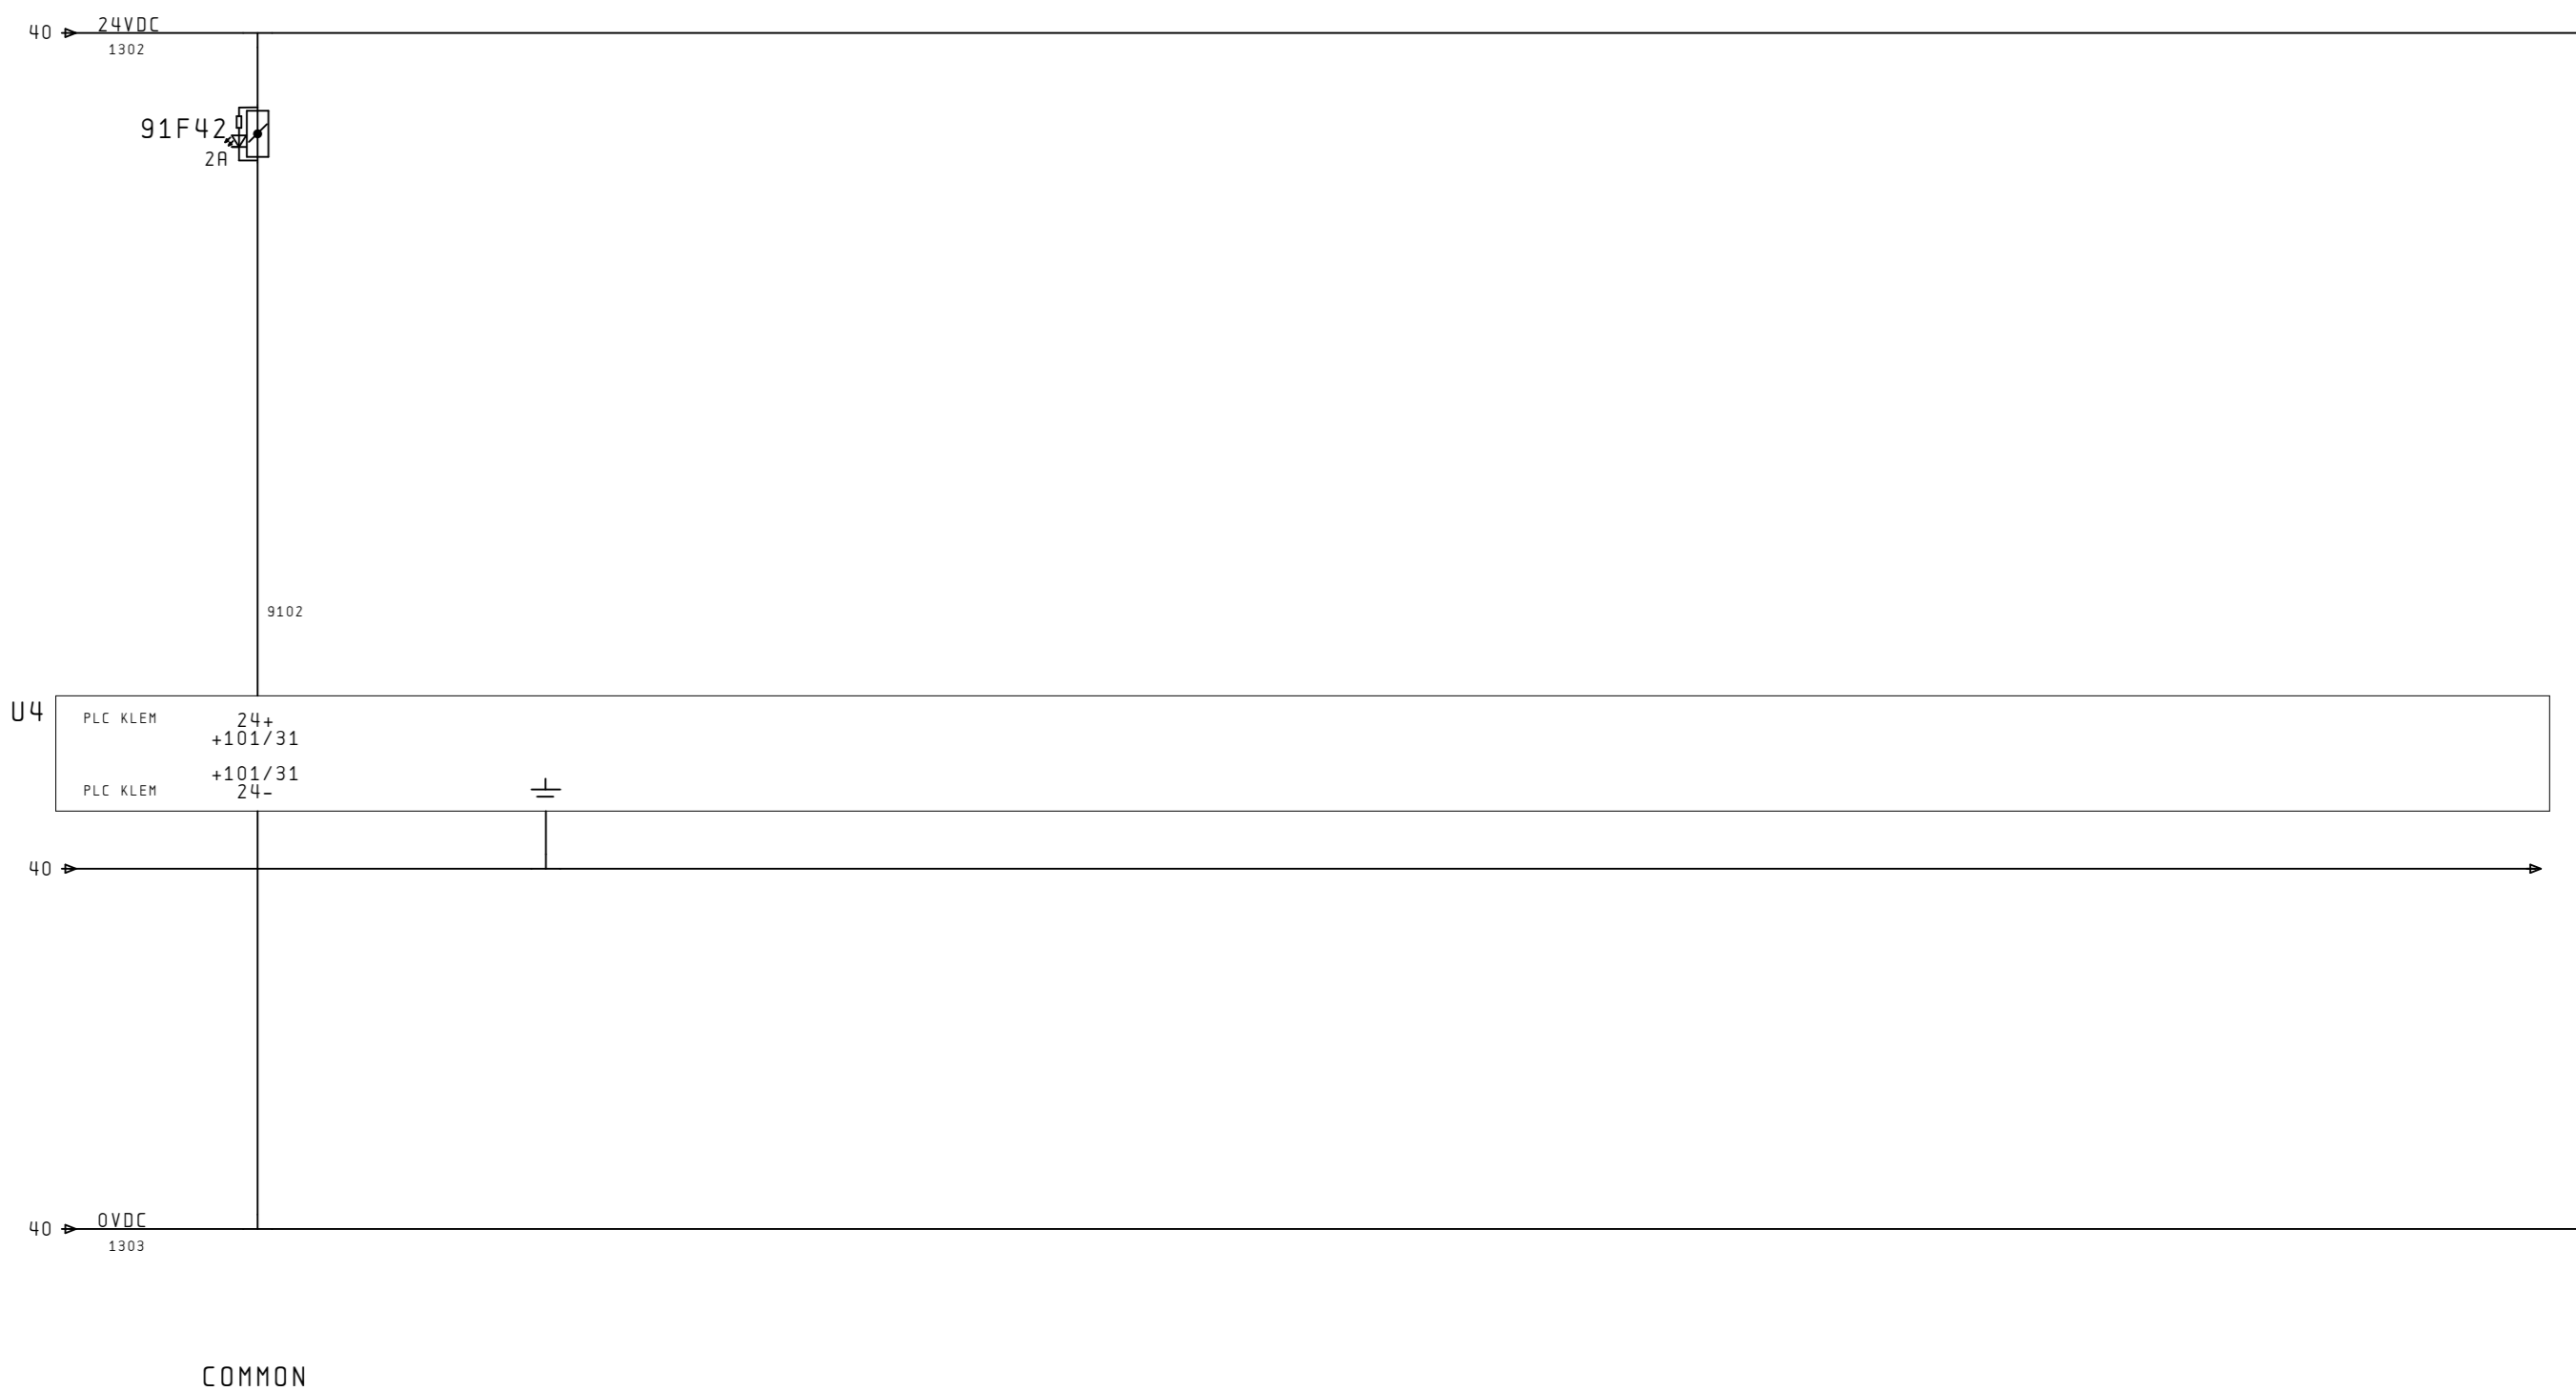 40 24VDC
1302
91F42
2A
9102
U4
PLC KLEM 24+
+101/31
+101/31
PLC KLEM 24-
40
40 0VDC
1303
COMMON